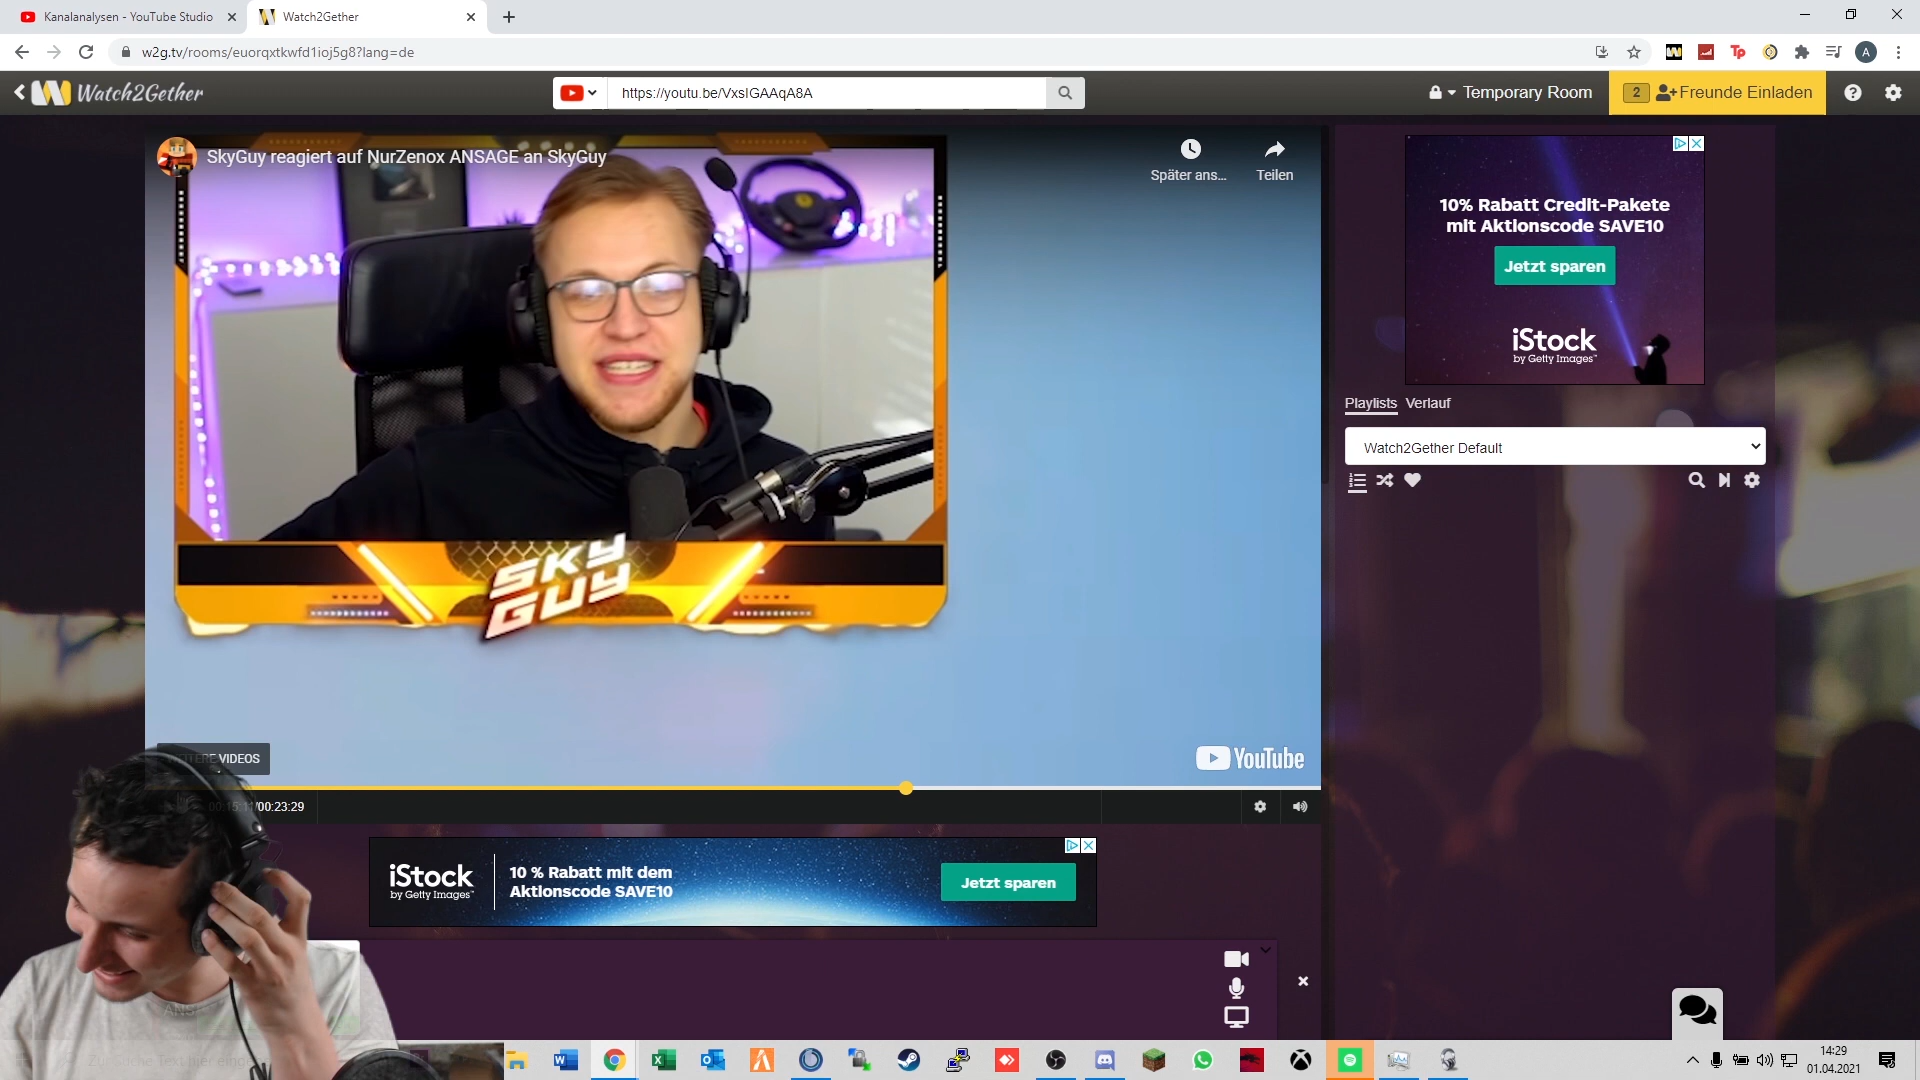 Kanalanalysen - YouTube Studio
Watch2Gether
w2g.tv/rooms/euorqxtkwfd1ioj5g8?lang=de
Watch2Gether
https://youtu.be/VxsIGAAqA8A
Temporary Room
2
Freunde Einladen
SkyGuy reagiert auf NurZenox ANSAGE an SkyGuy
Später ans...
Teilen
10% Rabatt Credit-Pakete
mit Aktionscode SAVE10
Jetzt sparen
iStock
by Getty Images™
Playlists
Verlauf
Watch2Gether Default
SKY
GUY
VIDEOS
YouTube
/00:23:29
iStock
by Getty Images™
10 % Rabatt mit dem
Aktionscode SAVE10
Jetzt sparen
14:29
01.04.2021